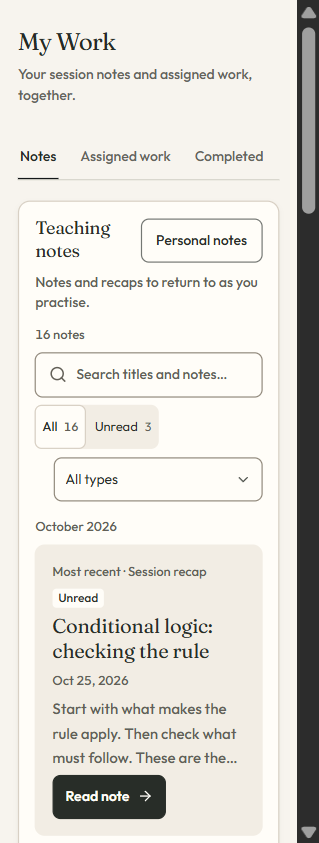 My Work
Your session notes and assigned work,
together.
Notes Assigned work Completed
Teaching
notes
Personal notes
Notes and recaps to return to as you
practise.
16 notes
Search titles and notes…
All 16 Unread 3
All types
October 2026
Most recent · Session recap
Unread
Conditional logic:
checking the rule
Oct 25, 2026
Start with what makes the
rule apply. Then check what
must follow. These are the…
Read note →